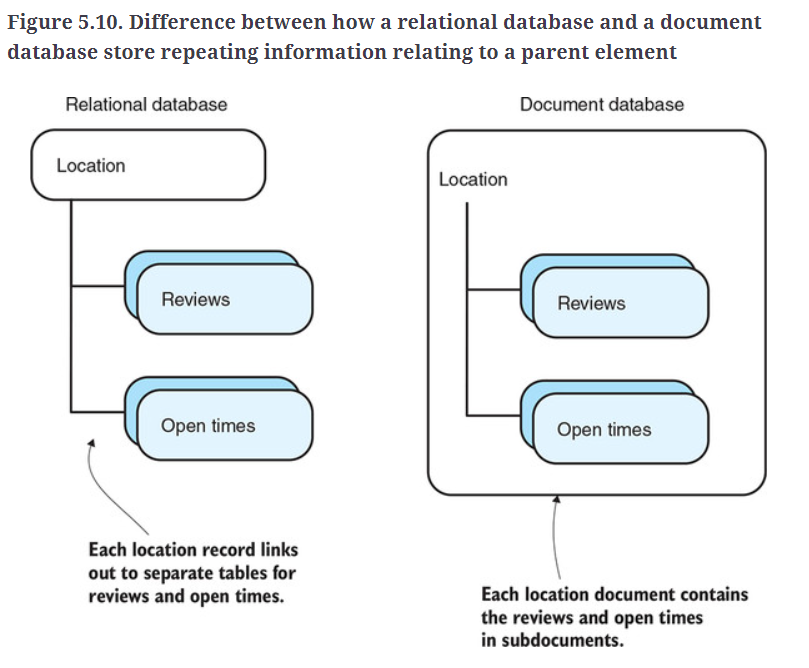 Figure 5.10. Difference between how a relational database and a document
database store repeating information relating to a parent element
Relational database
Location
Reviews
Open times
Each location record links
out to separate tables for
reviews and open times.
Document database
Location
Reviews
Open times
Each location document contains
the reviews and open times
in subdocuments.